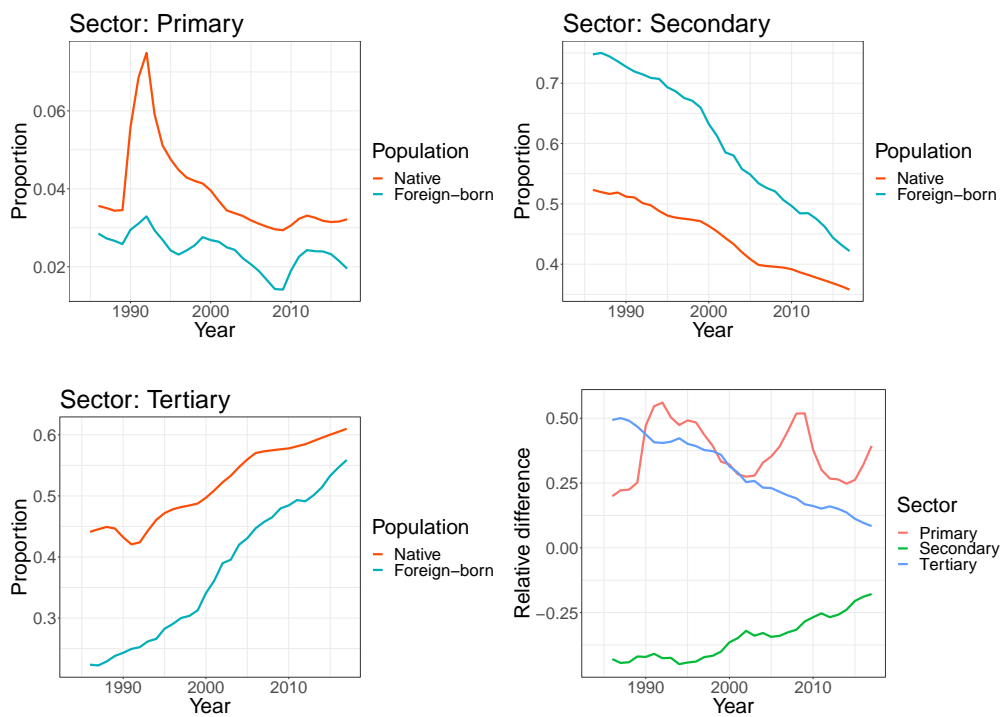 Sector: Primary
Proportion
0.06
0.04
0.02
1990 2000 2010
Year
Population
Native
Foreign−born
Sector: Secondary
Proportion
0.7
0.6
0.5
0.4
1990 2000 2010
Year
Population
Native
Foreign−born
Sector: Tertiary
Proportion
0.6
0.5
0.4
0.3
1990 2000 2010
Year
Population
Native
Foreign−born
Relative difference
0.50
0.25
0.00
−0.25
1990 2000 2010
Year
Sector
Primary
Secondary
Tertiary